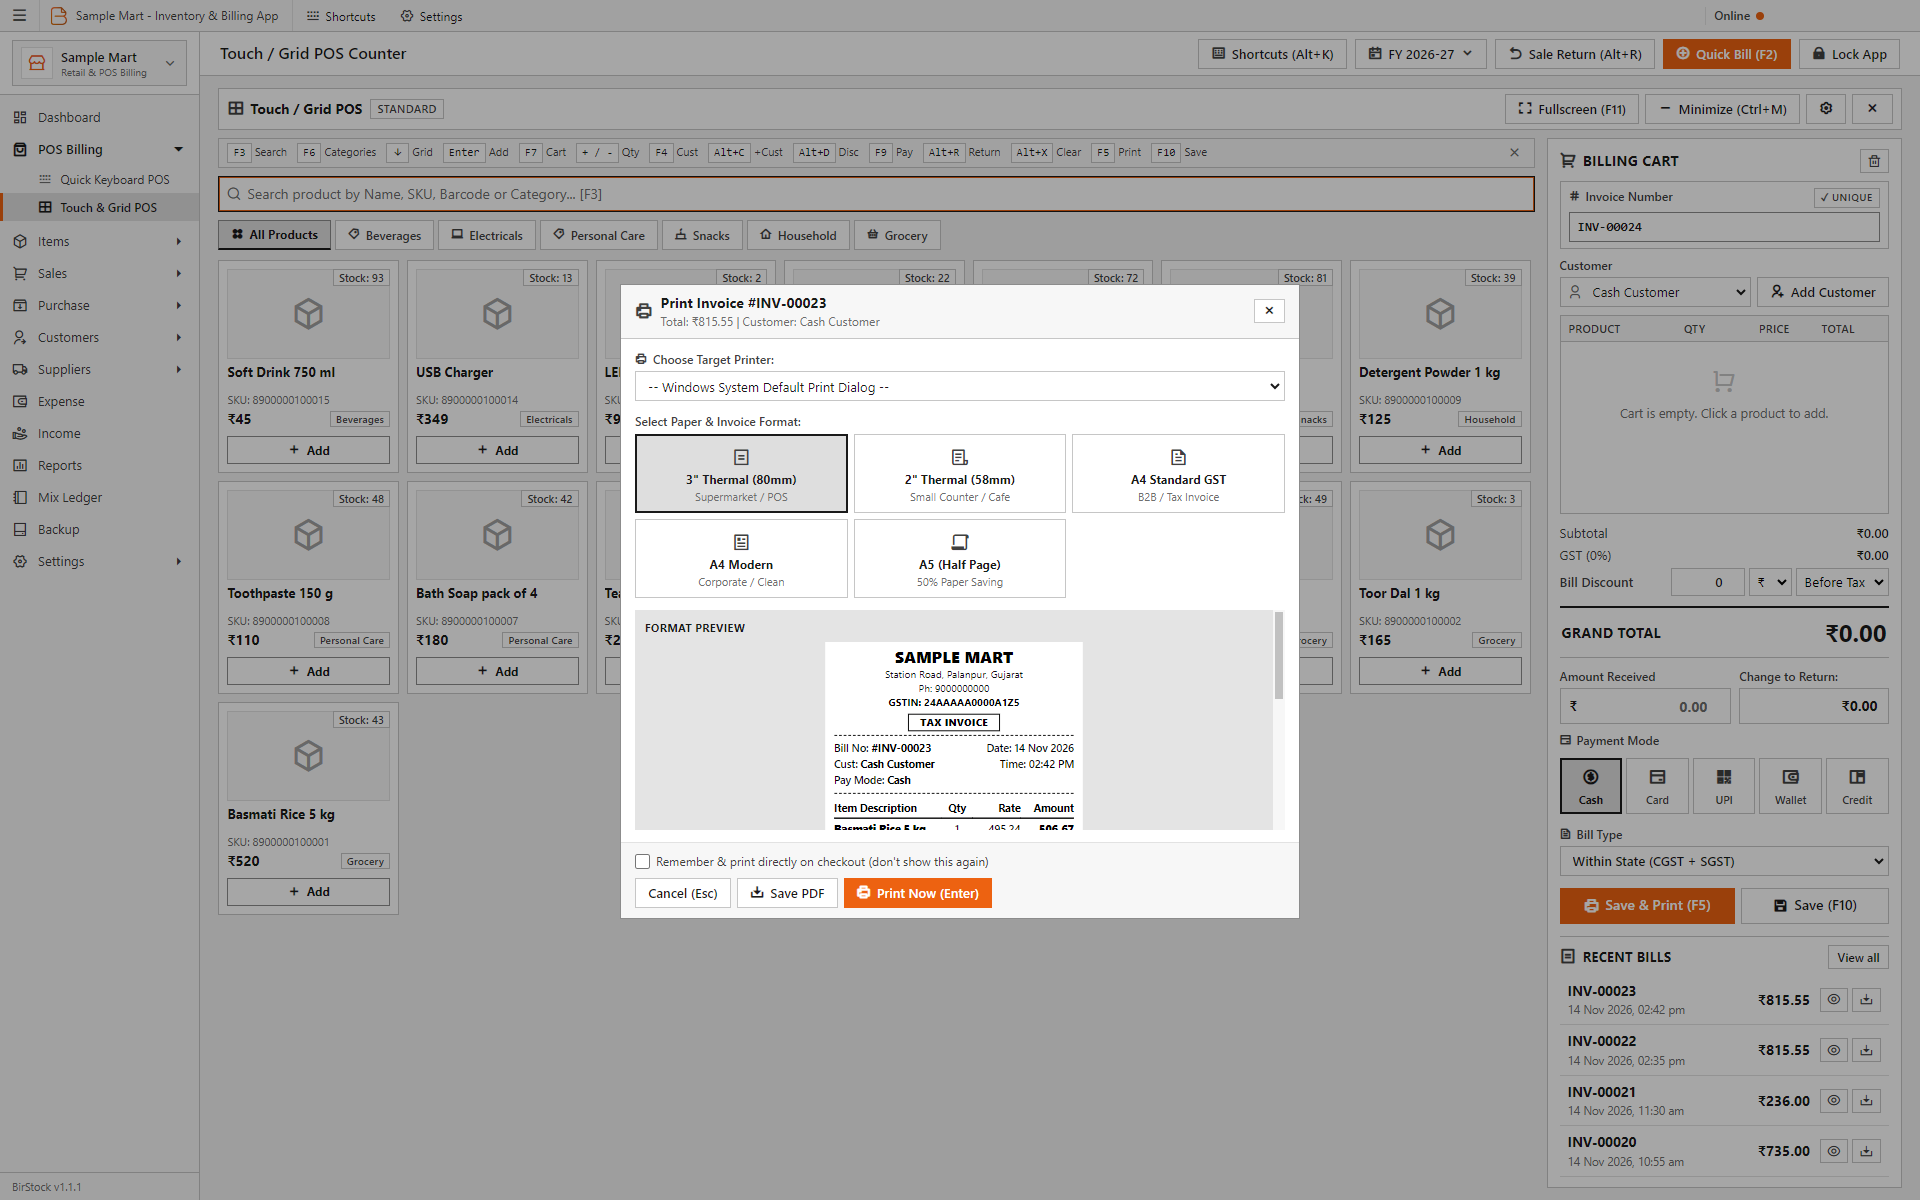 Sample Mart - Inventory & Billing App
Shortcuts
Settings
Online
Sample Mart
Retail & POS Billing
Touch / Grid POS Counter
Shortcuts (Alt+K)
FY 2026-27
Sale Return (Alt+R)
Quick Bill (F2)
Lock App
Dashboard
POS Billing
Quick Keyboard POS
Touch & Grid POS
Items
Sales
Purchase
Customers
Suppliers
Expense
Income
Reports
Mix Ledger
Backup
Settings
BirStock v1.1.1
Touch / Grid POS STANDARD
Fullscreen (F11)
Minimize (Ctrl+M)
F3 Search F6 Categories ↓ Grid Enter Add F7 Cart + / - Qty F4 Cust Alt+C +Cust Alt+D Disc F9 Pay Alt+R Return Alt+X Clear F5 Print F10 Save
Search product by Name, SKU, Barcode or Category... [F3]
All Products
Beverages
Electricals
Personal Care
Snacks
Household
Grocery
Stock: 93
Soft Drink 750 ml
SKU: 8900000100015
₹45 Beverages
+ Add
Stock: 13
USB Charger
SKU: 8900000100014
₹349 Electricals
+ Add
Stock: 2
Stock: 22
Stock: 72
Stock: 81
Stock: 39
Detergent Powder 1 kg
SKU: 8900000100009
₹125 Household
+ Add
Stock: 48
Toothpaste 150 g
SKU: 8900000100008
₹110 Personal Care
+ Add
Stock: 42
Bath Soap pack of 4
SKU: 8900000100007
₹180 Personal Care
+ Add
Stock: 3
Toor Dal 1 kg
SKU: 8900000100002
₹165 Grocery
+ Add
Stock: 43
Basmati Rice 5 kg
SKU: 8900000100001
₹520 Grocery
+ Add
Print Invoice #INV-00023
Total: ₹815.55 | Customer: Cash Customer
Choose Target Printer:
-- Windows System Default Print Dialog --
Select Paper & Invoice Format:
3" Thermal (80mm)
Supermarket / POS
2" Thermal (58mm)
Small Counter / Cafe
A4 Standard GST
B2B / Tax Invoice
A4 Modern
Corporate / Clean
A5 (Half Page)
50% Paper Saving
FORMAT PREVIEW
SAMPLE MART
Station Road, Palanpur, Gujarat
Ph: 9000000000
GSTIN: 24AAAAA0000A1Z5
TAX INVOICE
Bill No: #INV-00023 Date: 14 Nov 2026
Cust: Cash Customer Time: 02:42 PM
Pay Mode: Cash
Item Description Qty Rate Amount
Basmati Rice 5 kg 1 495.24 506.67
Remember & print directly on checkout (don't show this again)
Cancel (Esc)
Save PDF
Print Now (Enter)
BILLING CART
# Invoice Number ✓ UNIQUE
INV-00024
Customer
Cash Customer
Add Customer
PRODUCT QTY PRICE TOTAL
Cart is empty. Click a product to add.
Subtotal ₹0.00
GST (0%) ₹0.00
Bill Discount 0 ₹ Before Tax
GRAND TOTAL ₹0.00
Amount Received Change to Return:
₹ 0.00 ₹0.00
Payment Mode
Cash
Card
UPI
Wallet
Credit
Bill Type
Within State (CGST + SGST)
Save & Print (F5)
Save (F10)
RECENT BILLS View all
INV-00023
14 Nov 2026, 02:42 pm
₹815.55
INV-00022
14 Nov 2026, 02:35 pm
₹815.55
INV-00021
14 Nov 2026, 11:30 am
₹236.00
INV-00020
14 Nov 2026, 10:55 am
₹735.00